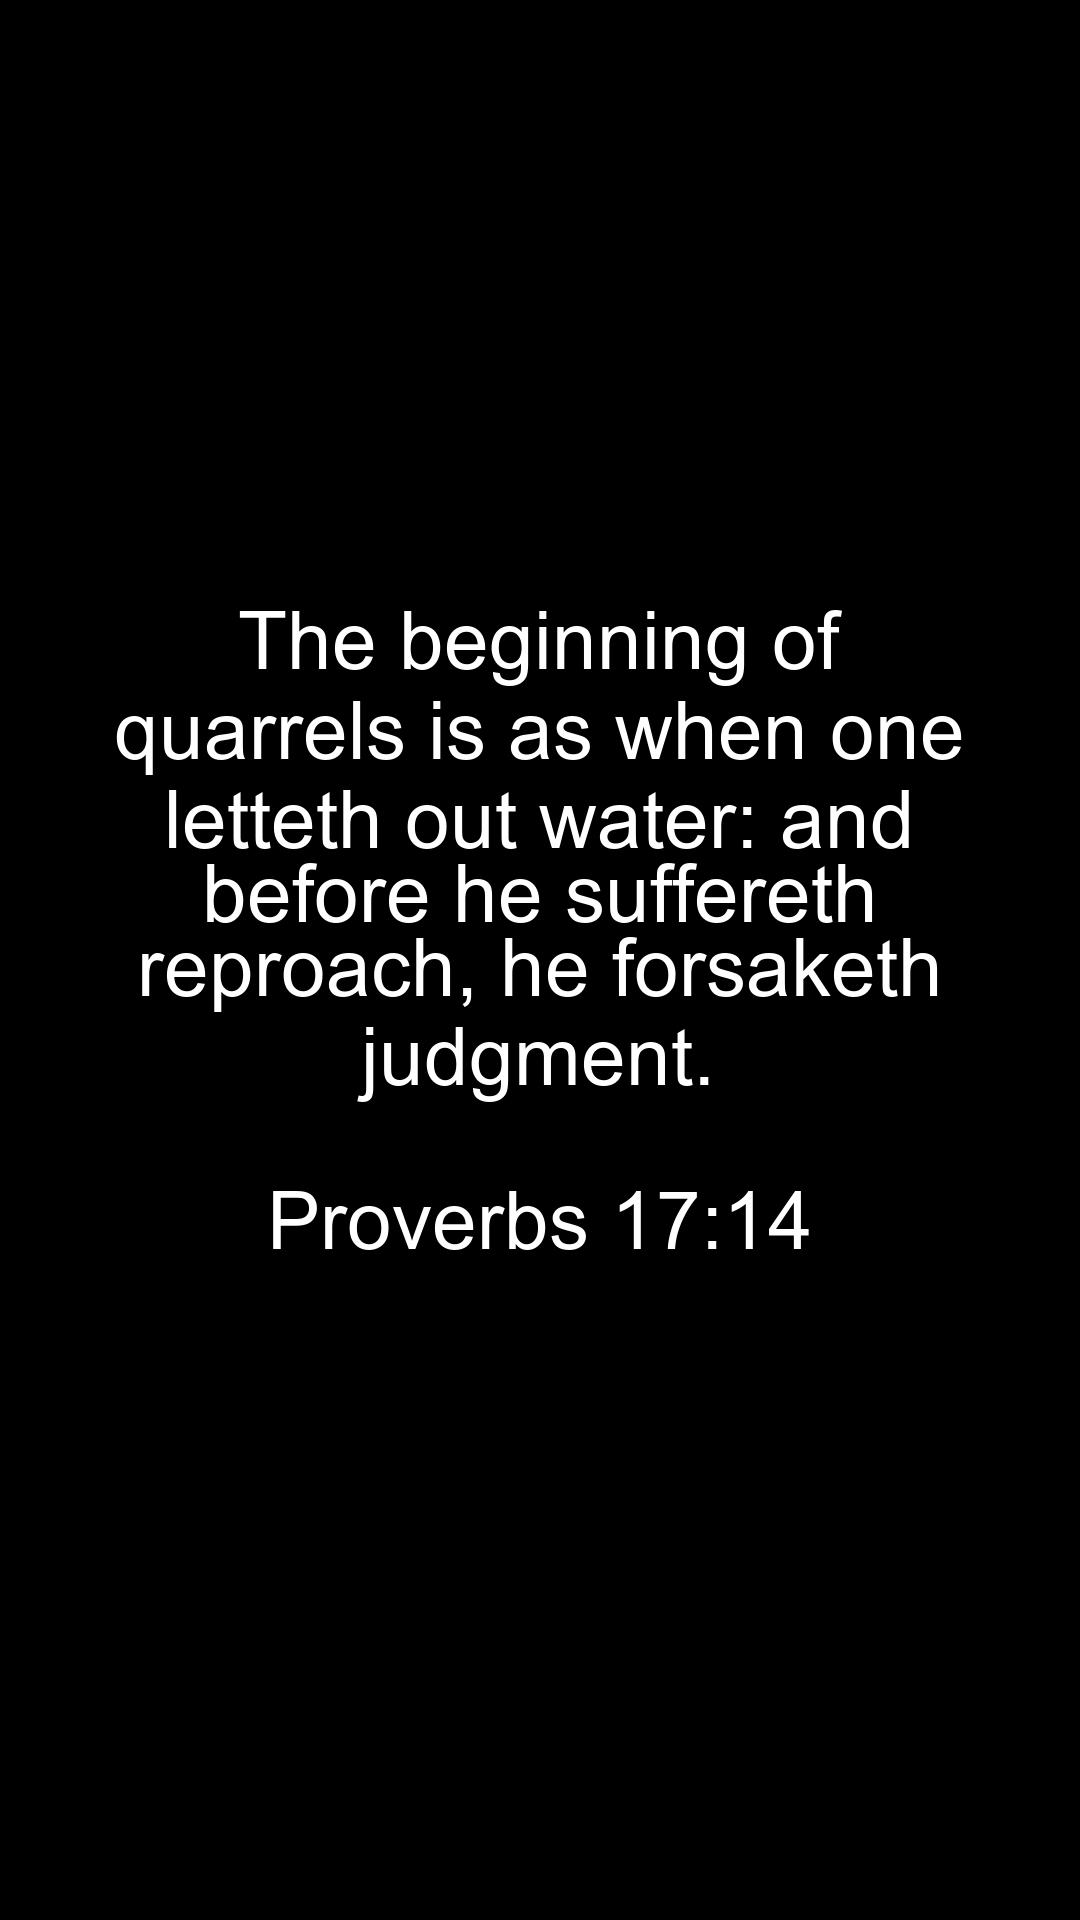 The beginning of
quarrels is as when one
letteth out water: and
before he suffereth
reproach, he forsaketh
judgment.
Proverbs 17:14